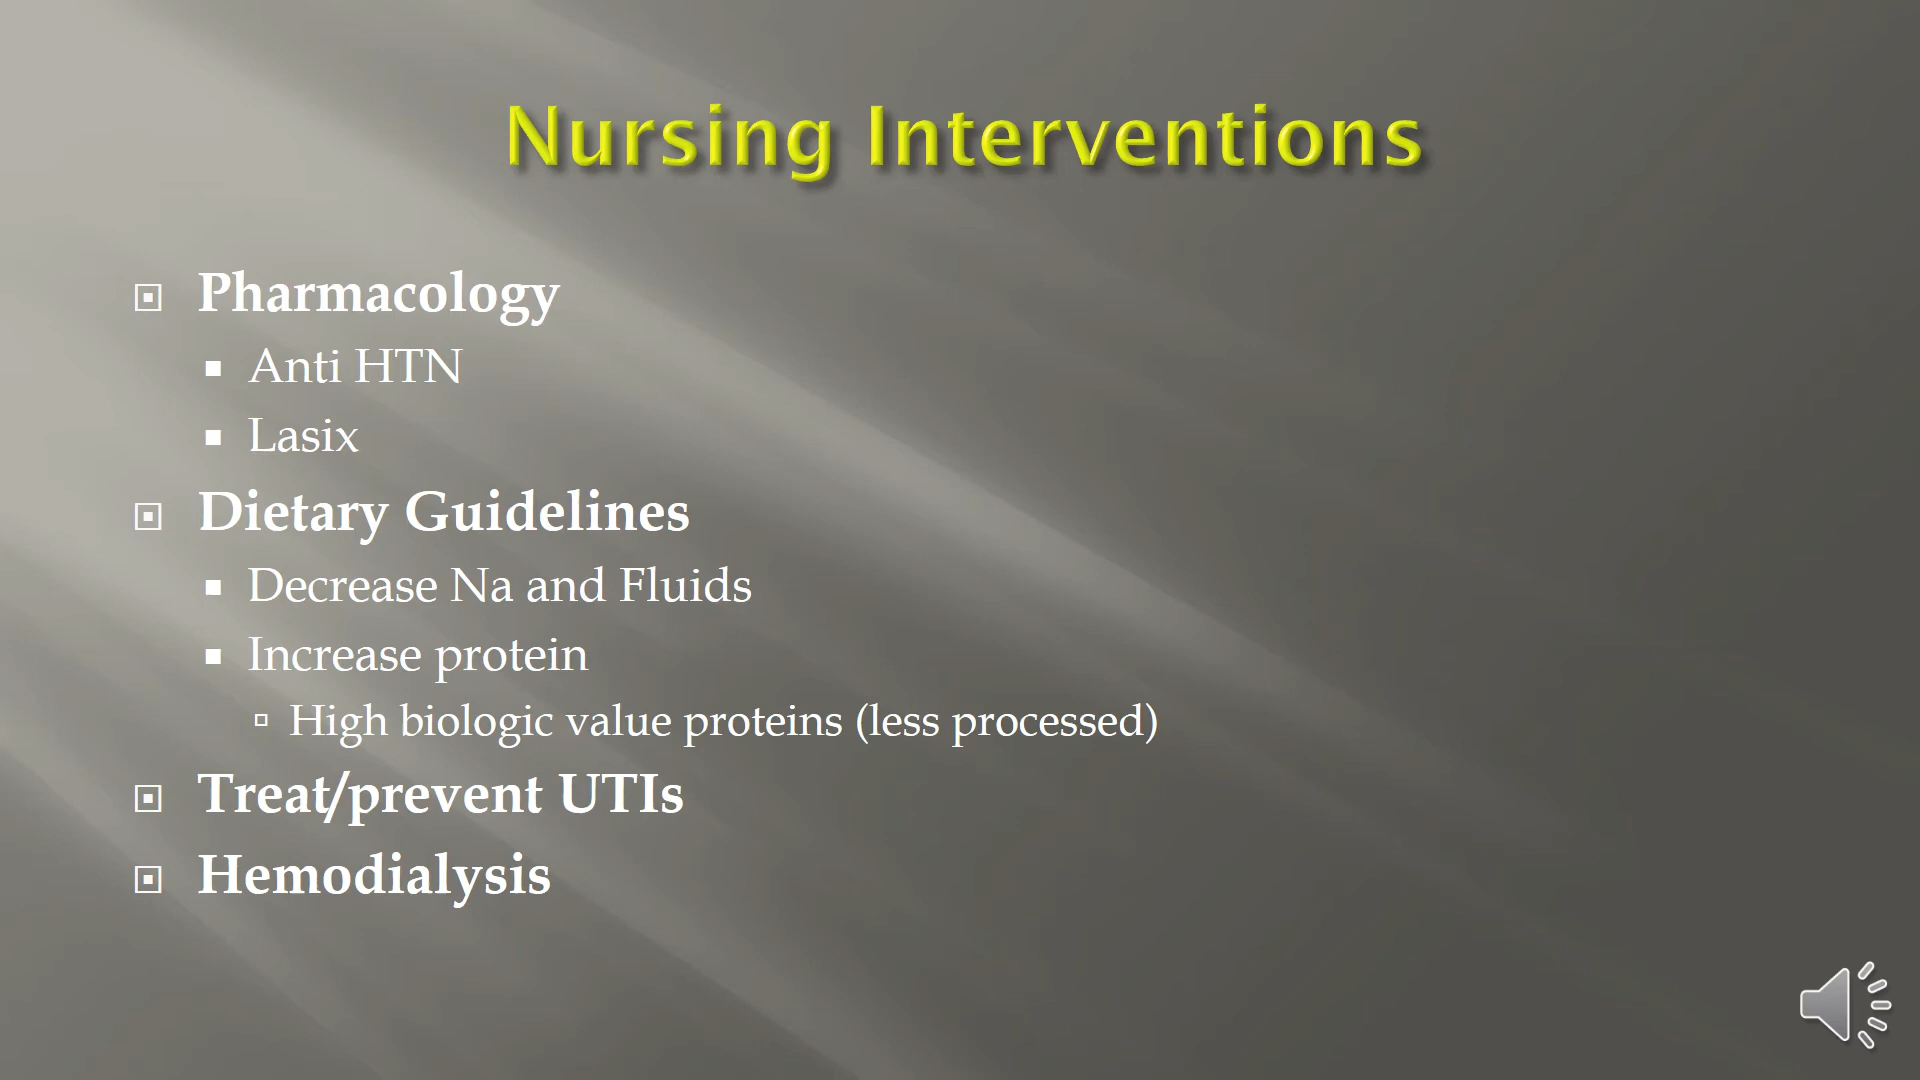 Nursing Interventions
Pharmacology
Anti HTN
Lasix
Dietary Guidelines
Decrease Na and Fluids
Increase protein
High biologic value proteins (less processed)
Treat/prevent UTIs
Hemodialysis